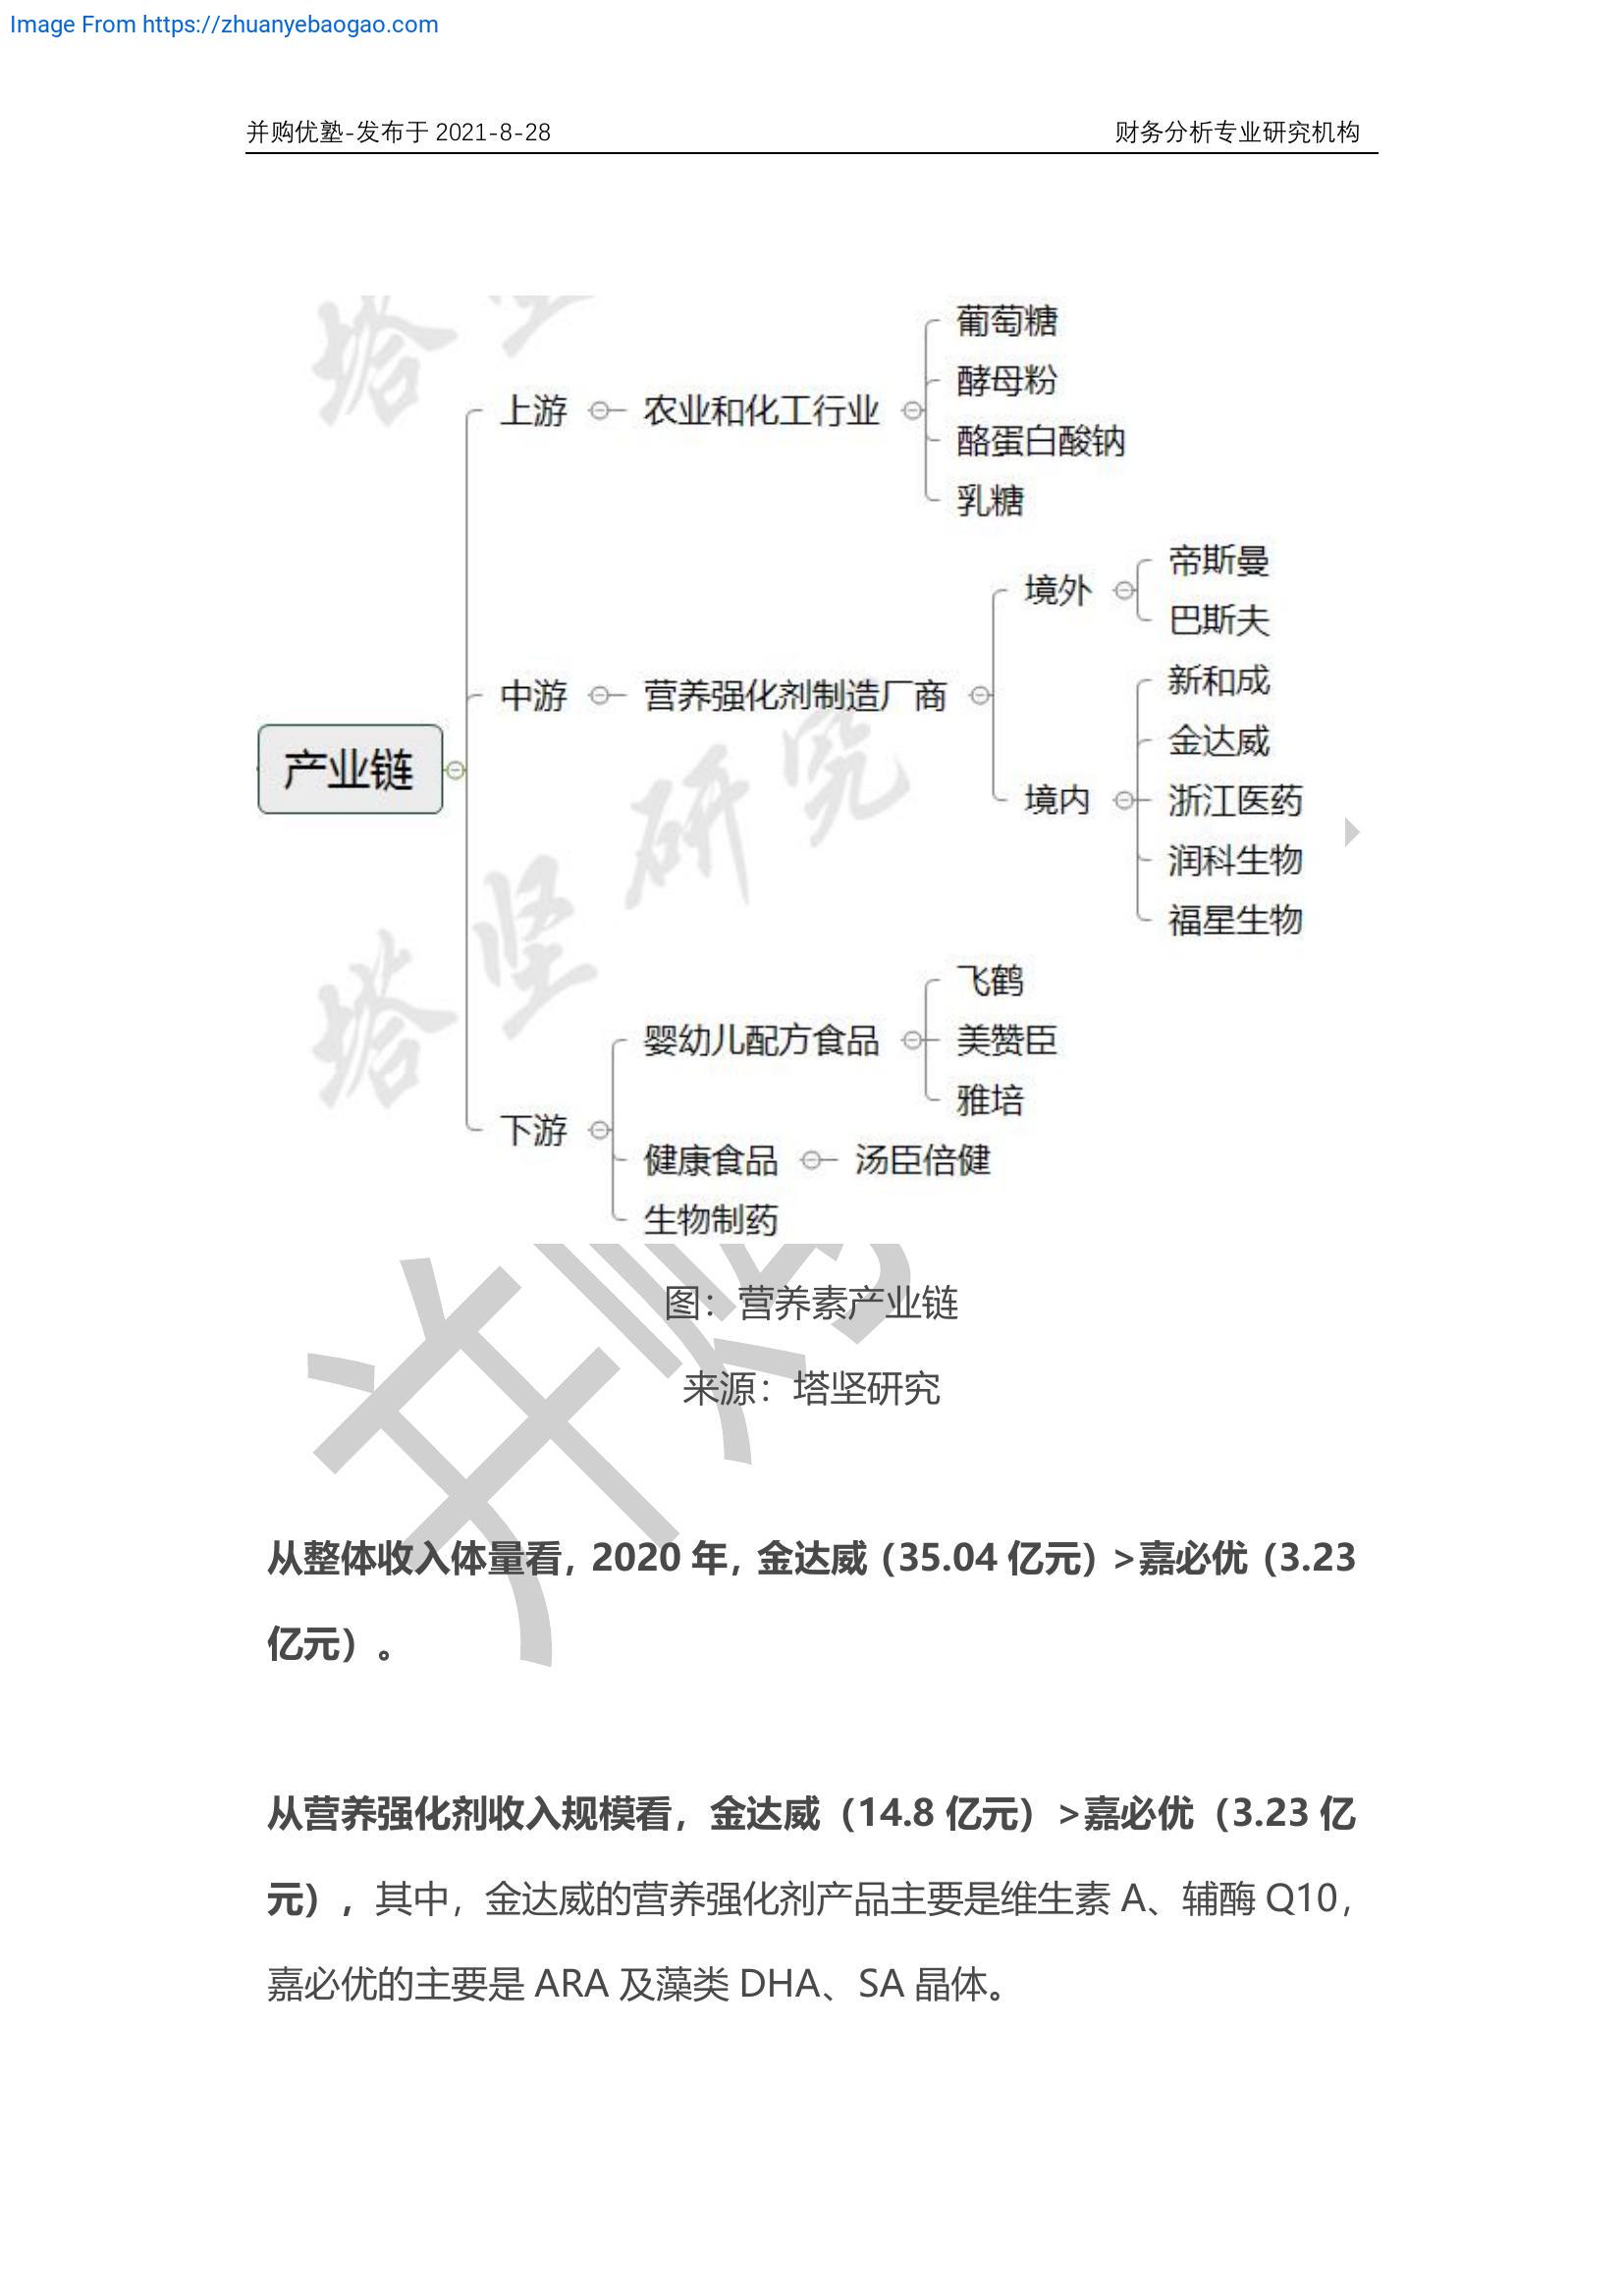 Image From https://zhuanyebaogao.com
并购优塾-发布于 2021-8-28
财务分析专业研究机构
产业链
上游
农业和化工行业
葡萄糖
酵母粉
酪蛋白酸钠
乳糖
中游
营养强化剂制造厂商
境外
帝斯曼
巴斯夫
境内
新和成
金达威
浙江医药
润科生物
福星生物
下游
婴幼儿配方食品
飞鹤
美赞臣
雅培
健康食品
汤臣倍健
生物制药
塔坚研究
图：营养素产业链
来源：塔坚研究
从整体收入体量看，2020 年，金达威（35.04 亿元）>嘉必优（3.23
亿元）。
从营养强化剂收入规模看，金达威（14.8 亿元）>嘉必优（3.23 亿
元），其中，金达威的营养强化剂产品主要是维生素 A、辅酶 Q10，
嘉必优的主要是 ARA 及藻类 DHA、SA 晶体。